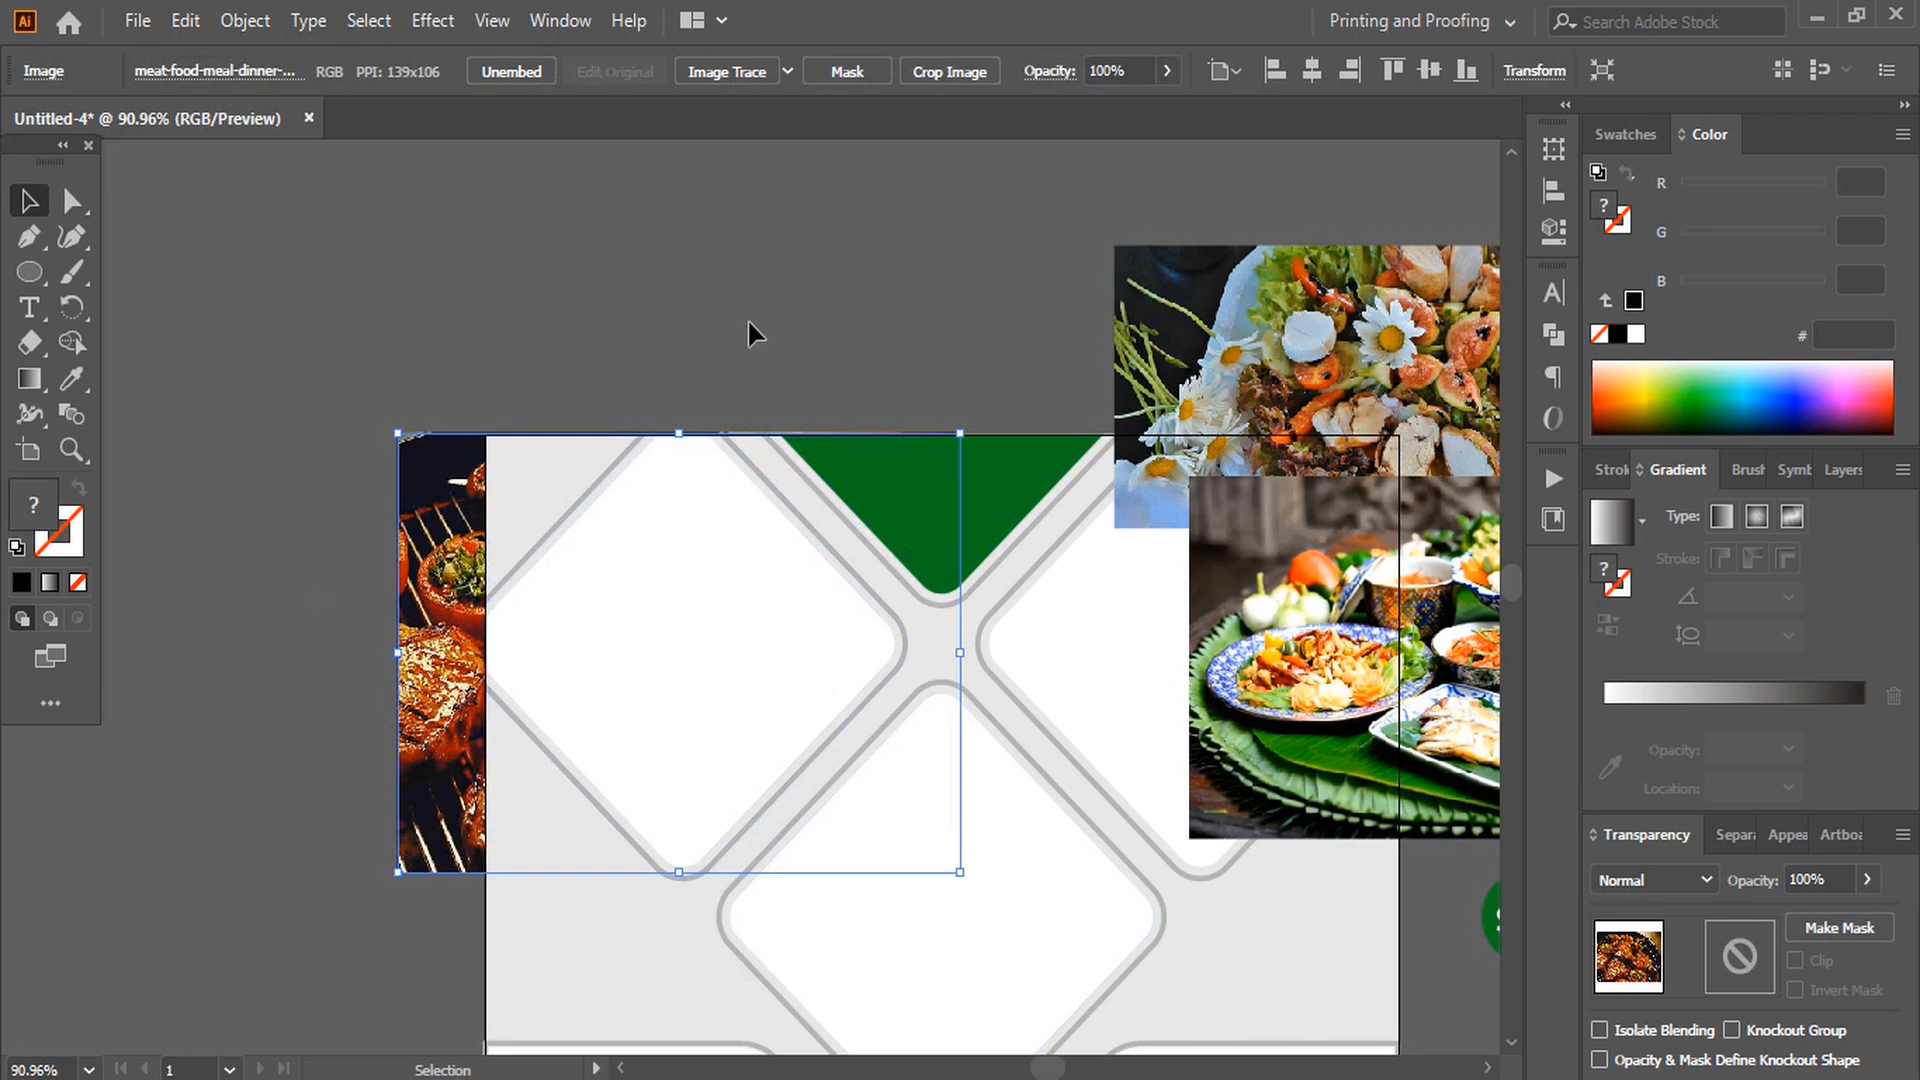 Ai File Edit Object Type Select Effect View Window Help Printing and Proofing Search Adobe Stock
Image meat-food-meal-dinner-... RGB PPI: 139x106 Unembed Edit Original Image Trace Mask Crop Image Opacity: 100% Transform
Untitled-4* @ 90.96% (RGB/Preview)
Swatches Color
R
G
B
#
Strok Gradient Brush Symb Layers
Type:
Stroke:
Opacity:
Location:
Transparency Separ Appea Artboa
Normal Opacity: 100%
Make Mask
Clip
Invert Mask
Isolate Blending Knockout Group
Opacity & Mask Define Knockout Shape
90.96% 1 Selection